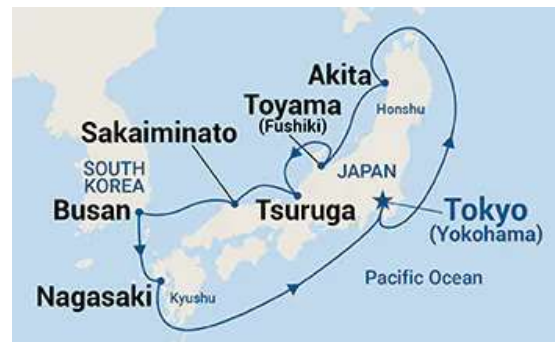 Akita
Toyama
(Fushiki)
Honshu
Sakaiminato
SOUTH
KOREA
JAPAN
Busan
Tsuruga
Tokyo
(Yokohama)
Pacific Ocean
Nagasaki
Kyushu